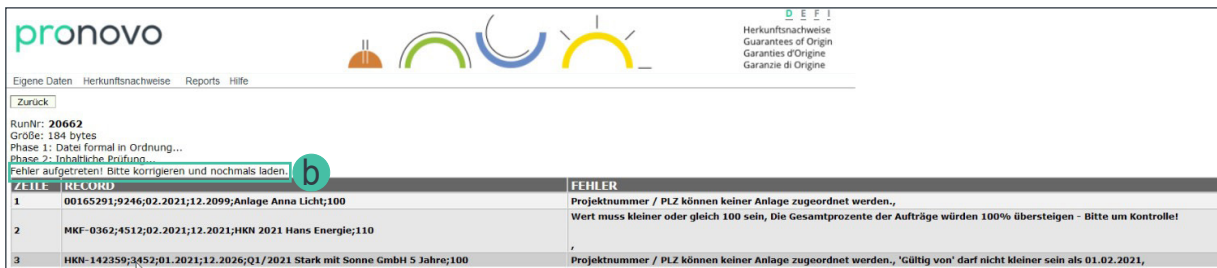 pronovo
D E F I
Herkunftsnachweise
Guarantees of Origin
Garanties d'Origine
Garanzie di Origine
Eigene Daten Herkunftsnachweise Reports Hilfe
Zurück
RunNr: 20662
Größe: 184 bytes
Phase 1: Datei formal in Ordnung...
Phase 2: Inhaltliche Prüfung...
Fehler aufgetreten! Bitte korrigieren und nochmals laden. b
ZEILE RECORD FEHLER
1 00165291;9246;02.2021;12.2099;Anlage Anna Licht;100 Projektnummer / PLZ können keiner Anlage zugeordnet werden.,
Wert muss kleiner oder gleich 100 sein, Die Gesamtprozente der Aufträge würden 100% übersteigen - Bitte um Kontrolle!
2 MKF-0362;4512;02.2021;12.2021;HKN 2021 Hans Energie;110
,
3 HKN-142359;3452;01.2021;12.2026;Q1/2021 Stark mit Sonne GmbH 5 Jahre;100 Projektnummer / PLZ können keiner Anlage zugeordnet werden., 'Gültig von' darf nicht kleiner sein als 01.02.2021,